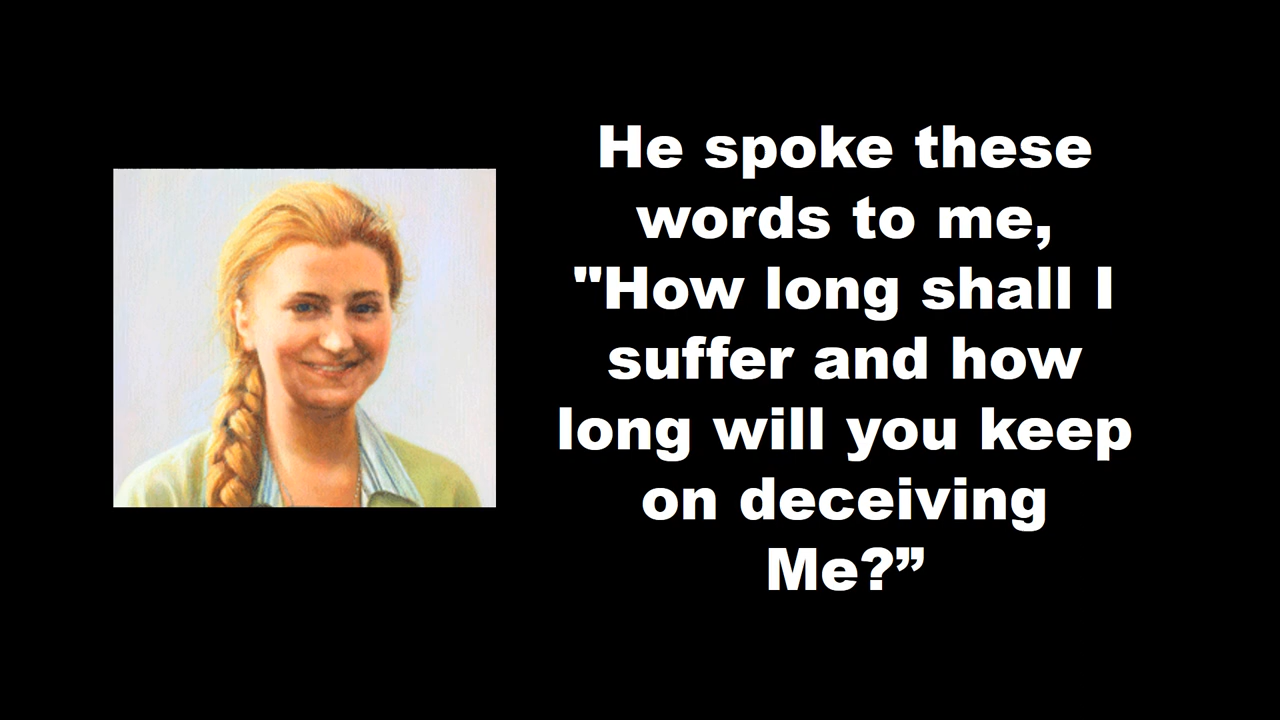 He spoke these
words to me,
"How long shall I
suffer and how
long will you keep
on deceiving
Me?”